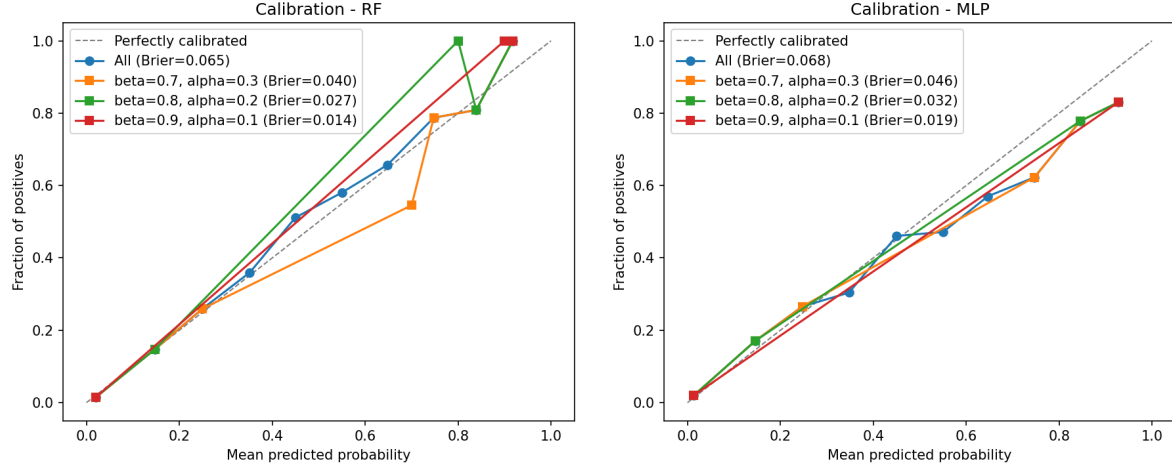 Calibration - RF
1.0
0.8
0.6
0.4
0.2
0.0
Fraction of positives
Perfectly calibrated
All (Brier=0.065)
beta=0.7, alpha=0.3 (Brier=0.040)
beta=0.8, alpha=0.2 (Brier=0.027)
beta=0.9, alpha=0.1 (Brier=0.014)
0.0 0.2 0.4 0.6 0.8 1.0
Mean predicted probability
Calibration - MLP
1.0
0.8
0.6
0.4
0.2
0.0
Fraction of positives
Perfectly calibrated
All (Brier=0.068)
beta=0.7, alpha=0.3 (Brier=0.046)
beta=0.8, alpha=0.2 (Brier=0.032)
beta=0.9, alpha=0.1 (Brier=0.019)
0.0 0.2 0.4 0.6 0.8 1.0
Mean predicted probability